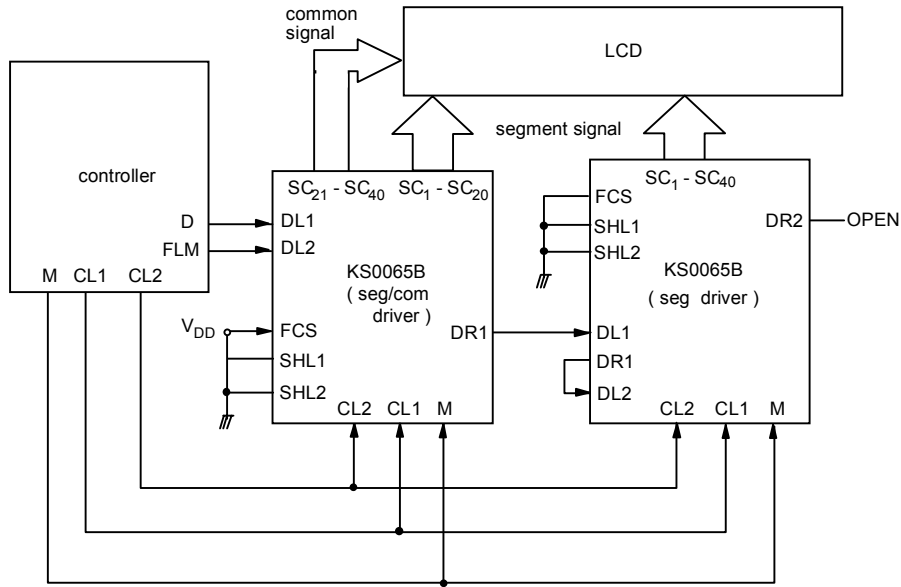 common
signal
LCD
segment signal
controller
D
FLM
M CL1 CL2
SC21 - SC40 SC1 - SC20
DL1
DL2
KS0065B
( seg/com
driver )
VDD
FCS
SHL1
SHL2
DR1
CL2 CL1 M
SC1 - SC40
FCS
SHL1
SHL2
DR2
OPEN
KS0065B
( seg driver )
DL1
DR1
DL2
CL2 CL1 M